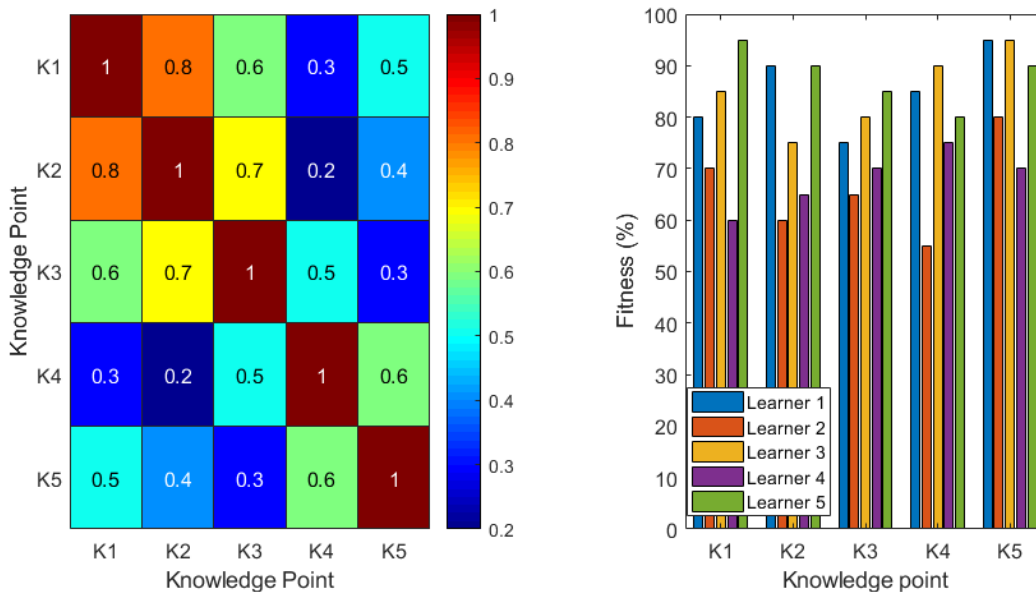 K1
1
0.8
0.6
0.3
0.5
K2
0.8
1
0.7
0.2
0.4
K3
0.6
0.7
1
0.5
0.3
K4
0.3
0.2
0.5
1
0.6
K5
0.5
0.4
0.3
0.6
1
K1
K2
K3
K4
K5
Knowledge Point
Knowledge Point
1
0.9
0.8
0.7
0.6
0.5
0.4
0.3
0.2
100
90
80
70
60
50
40
30
20
10
0
Fitness (%)
Learner 1
Learner 2
Learner 3
Learner 4
Learner 5
K1
K2
K3
K4
K5
Knowledge point